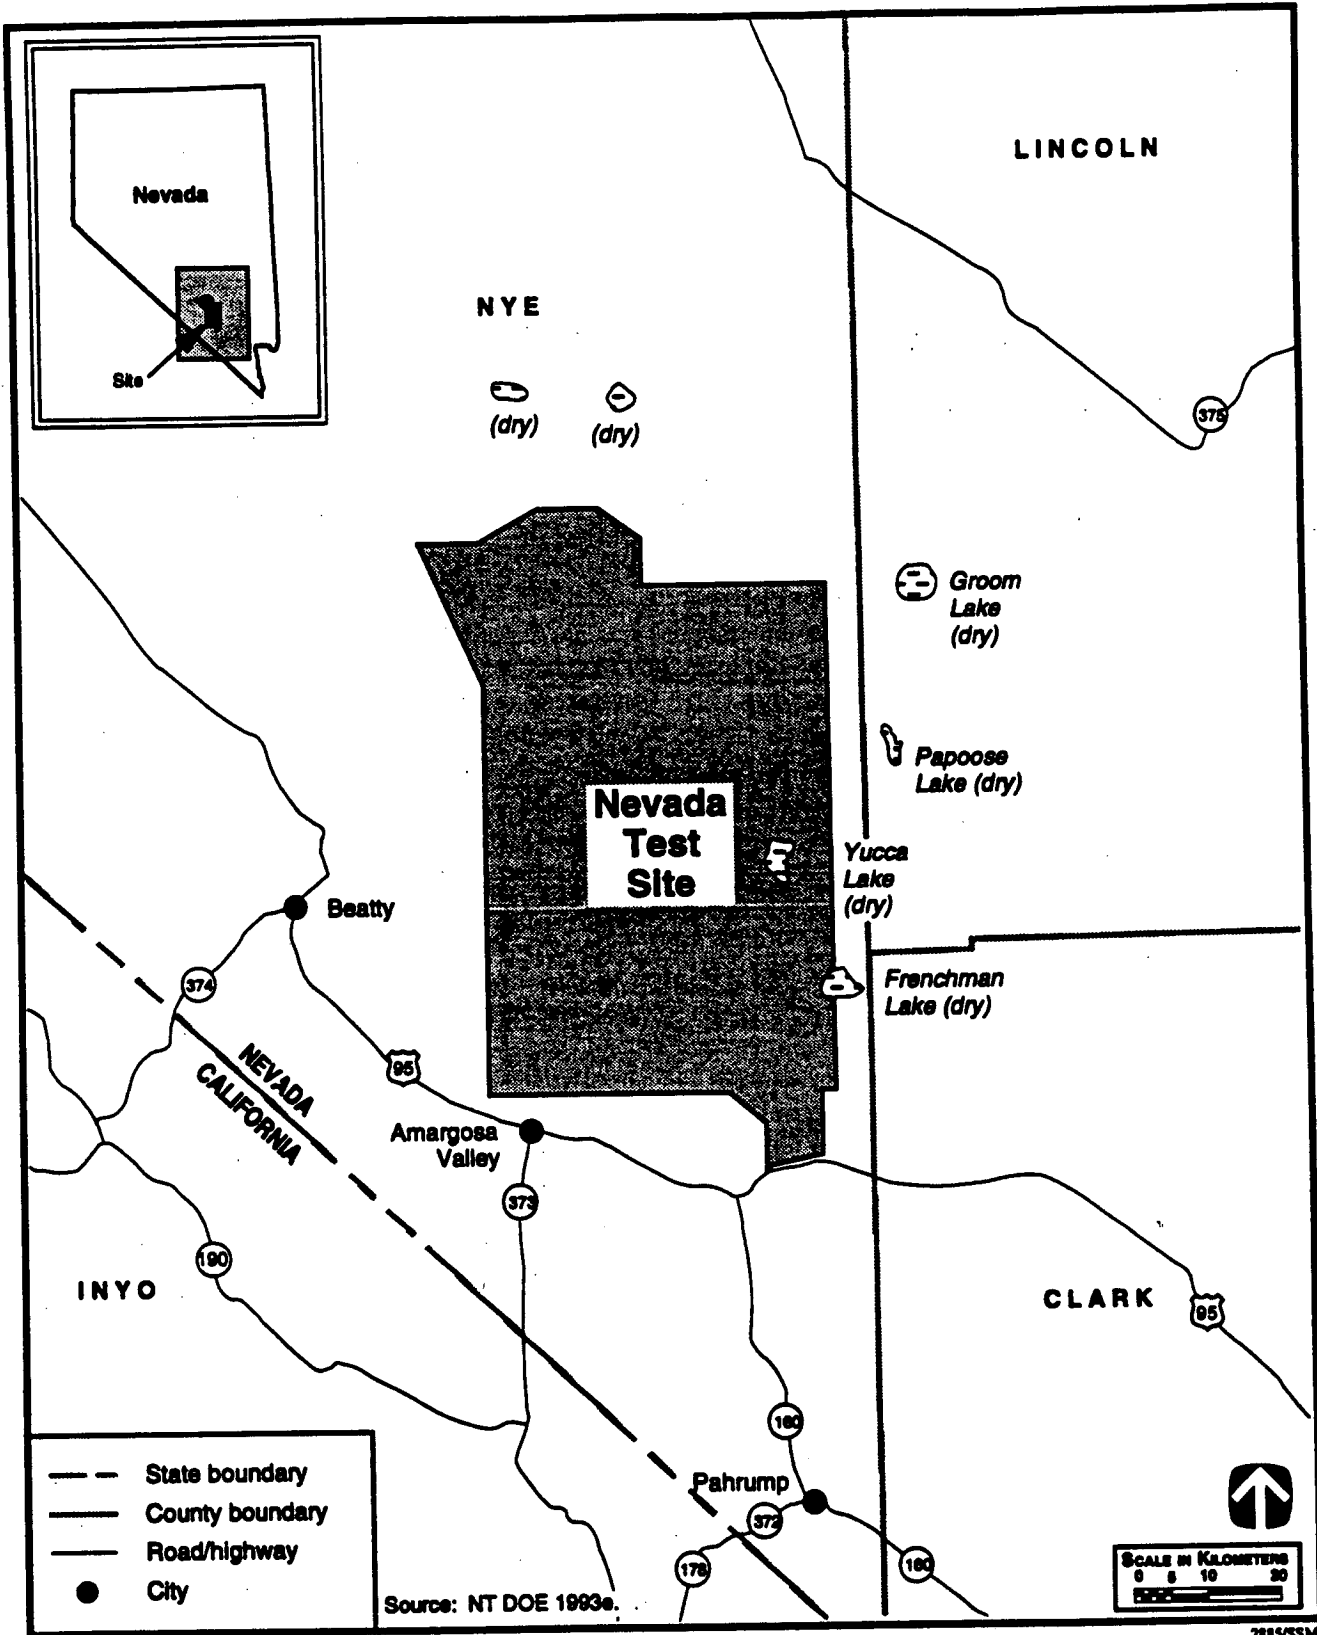 LINCOLN
Nevada
Site
NYE
(dry)
(dry)
375
Groom
Lake
(dry)
Papoose
Lake (dry)
Nevada
Test
Site
Yucca
Lake
(dry)
Beatty
Frenchman
Lake (dry)
374
NEVADA
CALIFORNIA
95
Amargosa
Valley
373
190
INYO
CLARK
95
160
Pahrump
372
178
160
State boundary
County boundary
Road/highway
City
Source: NT DOE 1993e.
SCALE IN KILOMETERS
0 5 10 20